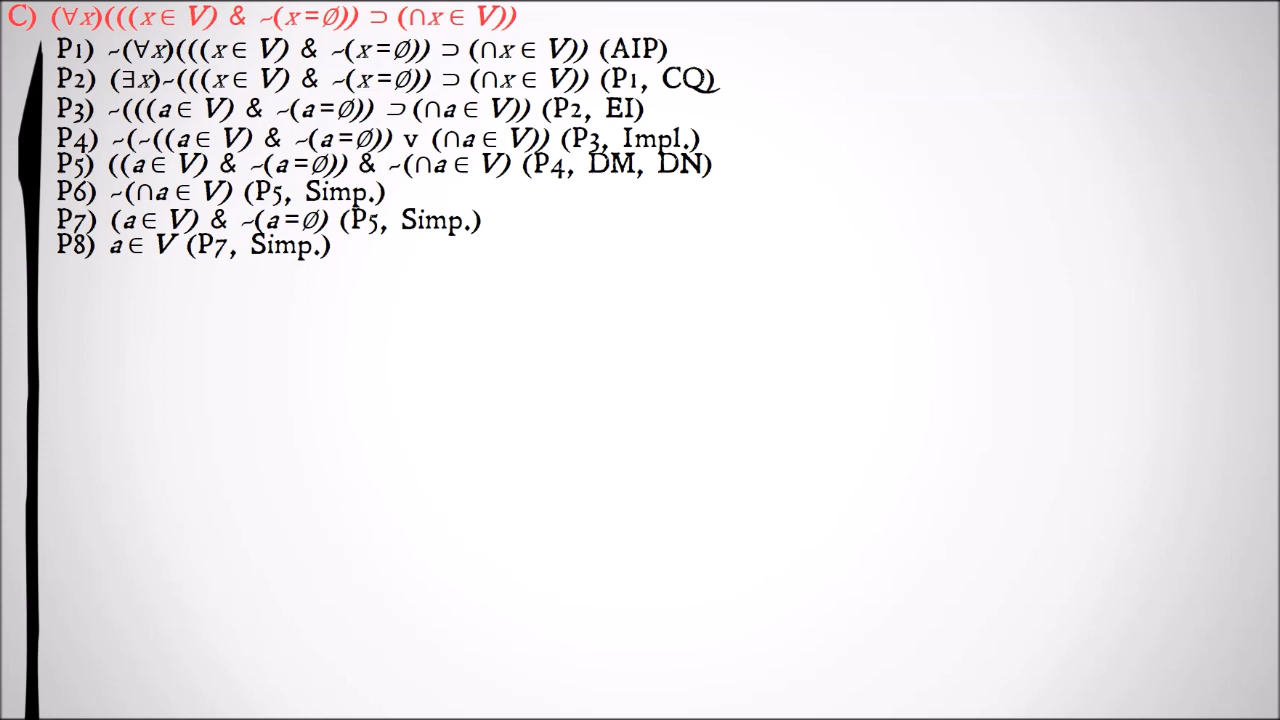 C) (∀x)(((x ∈ V) & ~(x=∅)) ⊃ (∩x ∈ V))
P1) ~(∀x)(((x ∈ V) & ~(x=∅)) ⊃ (∩x ∈ V)) (AIP)
P2) (∃x)~(((x ∈ V) & ~(x=∅)) ⊃ (∩x ∈ V)) (P1, CQ)
P3) ~(((a ∈ V) & ~(a=∅)) ⊃ (∩a ∈ V)) (P2, EI)
P4) ~(~((a ∈ V) & ~(a=∅)) v (∩a ∈ V)) (P3, Impl.)
P5) ((a ∈ V) & ~(a=∅)) & ~(∩a ∈ V) (P4, DM, DN)
P6) ~(∩a ∈ V) (P5, Simp.)
P7) (a ∈ V) & ~(a=∅) (P5, Simp.)
P8) a ∈ V (P7, Simp.)